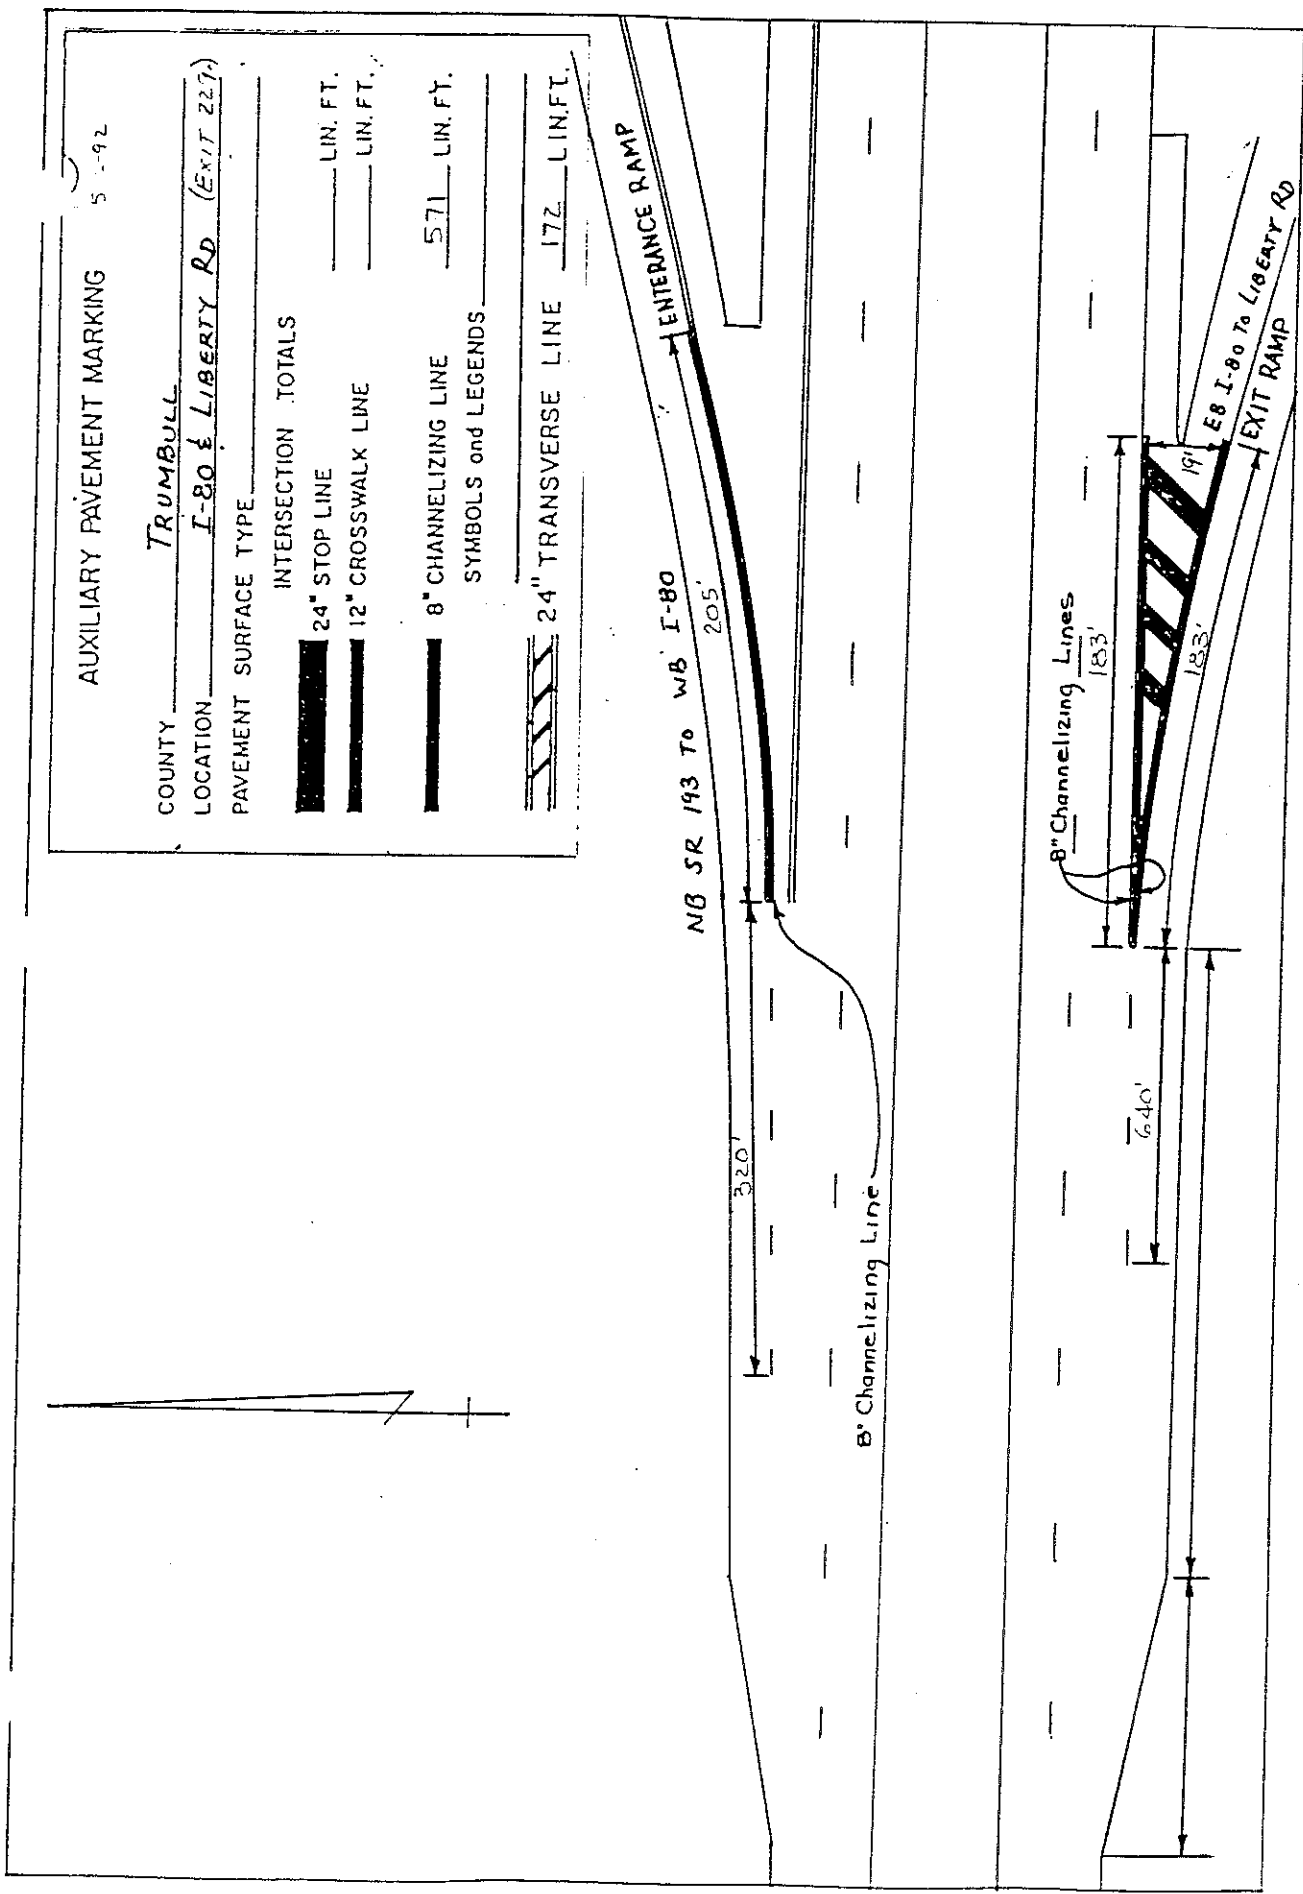 AUXILIARY PAVEMENT MARKING
COUNTY TRUMBULL
LOCATION I-80 & LIBERTY RD (EXIT 229)
PAVEMENT SURFACE TYPE
INTERSECTION TOTALS
24" STOP LINE LIN. FT.
12" CROSSWALK LINE LIN. FT.
8" CHANNELIZING LINE 571 LIN. FT.
SYMBOLS and LEGENDS
24" TRANSVERSE LINE 172 LIN. FT.
ENTERANCE RAMP
NB SR 193 TO WB I-80
205'
320'
8" Channelizing Line
8" Channelizing Lines
183'
19'
183'
640'
EB I-80 TO LIBERTY RD
EXIT RAMP